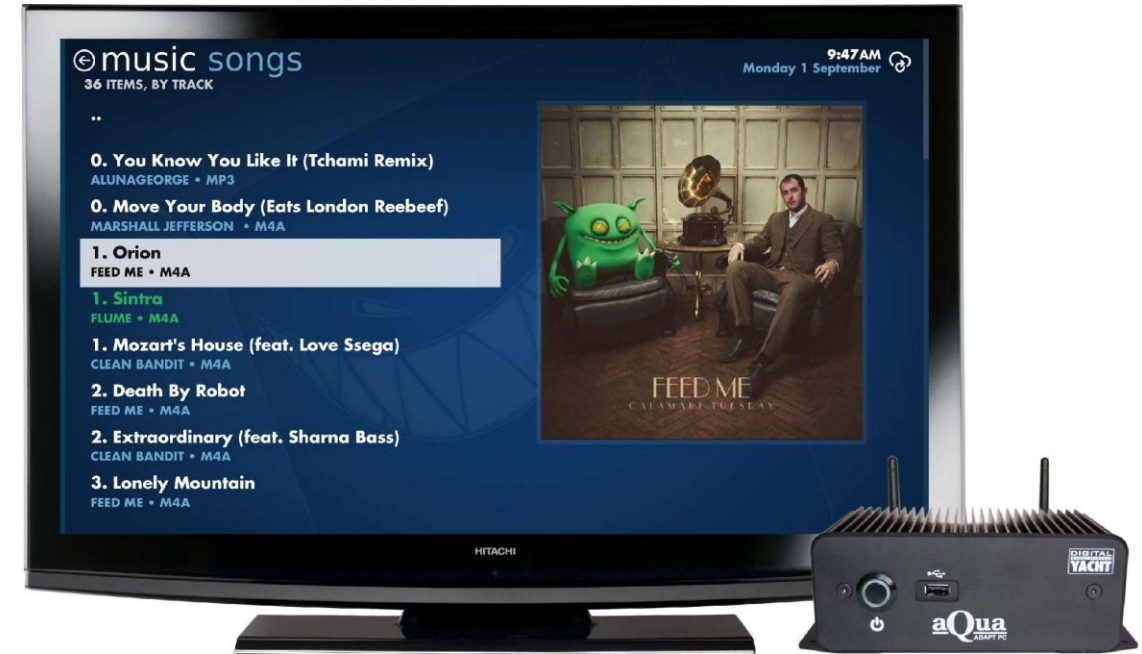 music songs
36 ITEMS, BY TRACK
9:47AM
Monday 1 September
..
0. You Know You Like It (Tchami Remix)
ALUNAGEORGE • MP3
0. Move Your Body (Eats London Reebeef)
MARSHALL JEFFERSON • M4A
1. Orion
FEED ME • M4A
1. Sintra
FLUME • M4A
1. Mozart's House (feat. Love Ssega)
CLEAN BANDIT • M4A
2. Death By Robot
FEED ME • M4A
2. Extraordinary (feat. Sharna Bass)
CLEAN BANDIT • M4A
3. Lonely Mountain
FEED ME • M4A
FEED ME
CALAMARI TUESDAY
HITACHI
DIGITAL
YACHT
aQua
ADAPT PC